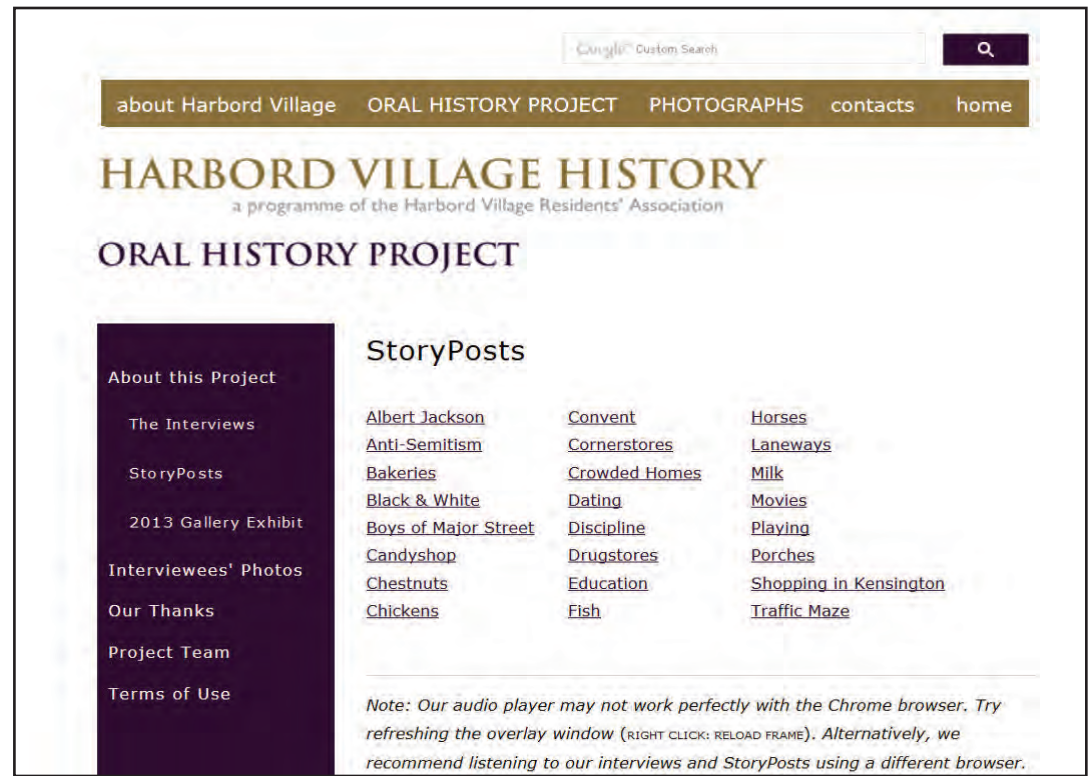 Google Custom Search
about Harbord Village ORAL HISTORY PROJECT PHOTOGRAPHS contacts home
HARBORD VILLAGE HISTORY
a programme of the Harbord Village Residents' Association
ORAL HISTORY PROJECT
About this Project
The Interviews
StoryPosts
2013 Gallery Exhibit
Interviewees' Photos
Our Thanks
Project Team
Terms of Use
StoryPosts
Albert Jackson
Anti-Semitism
Bakeries
Black & White
Boys of Major Street
Candyshop
Chestnuts
Chickens
Convent
Cornerstores
Crowded Homes
Dating
Discipline
Drugstores
Education
Fish
Horses
Laneways
Milk
Movies
Playing
Porches
Shopping in Kensington
Traffic Maze
Note: Our audio player may not work perfectly with the Chrome browser. Try
refreshing the overlay window (RIGHT CLICK: RELOAD FRAME). Alternatively, we
recommend listening to our interviews and StoryPosts using a different browser.